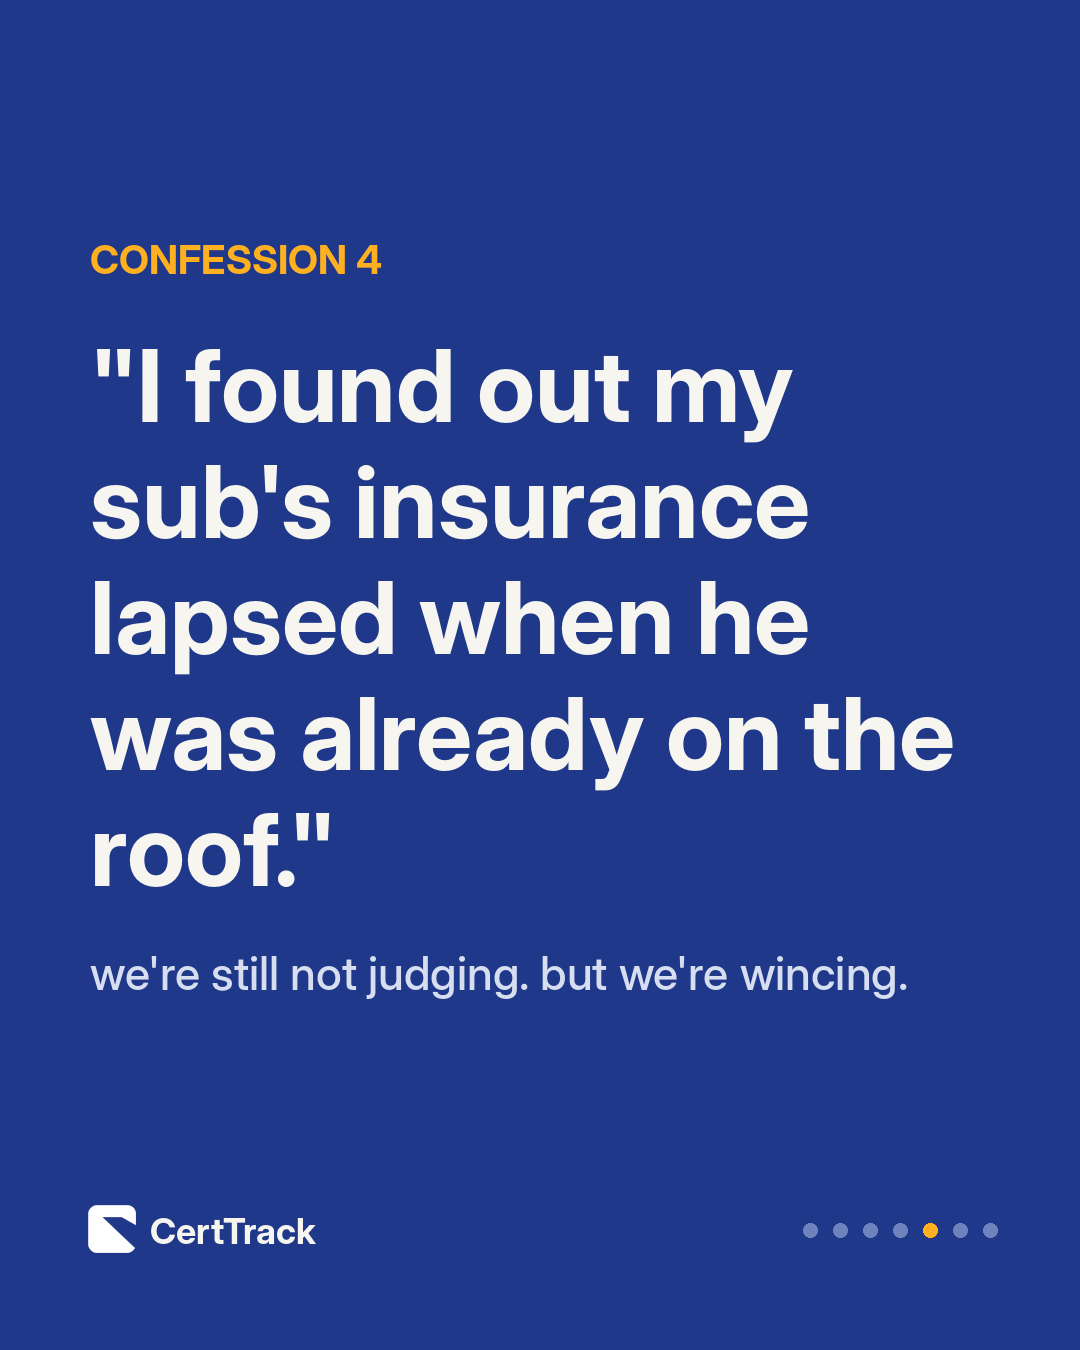 CONFESSION 4
"I found out my
sub's insurance
lapsed when he
was already on the
roof."
we're still not judging. but we're wincing.
CertTrack